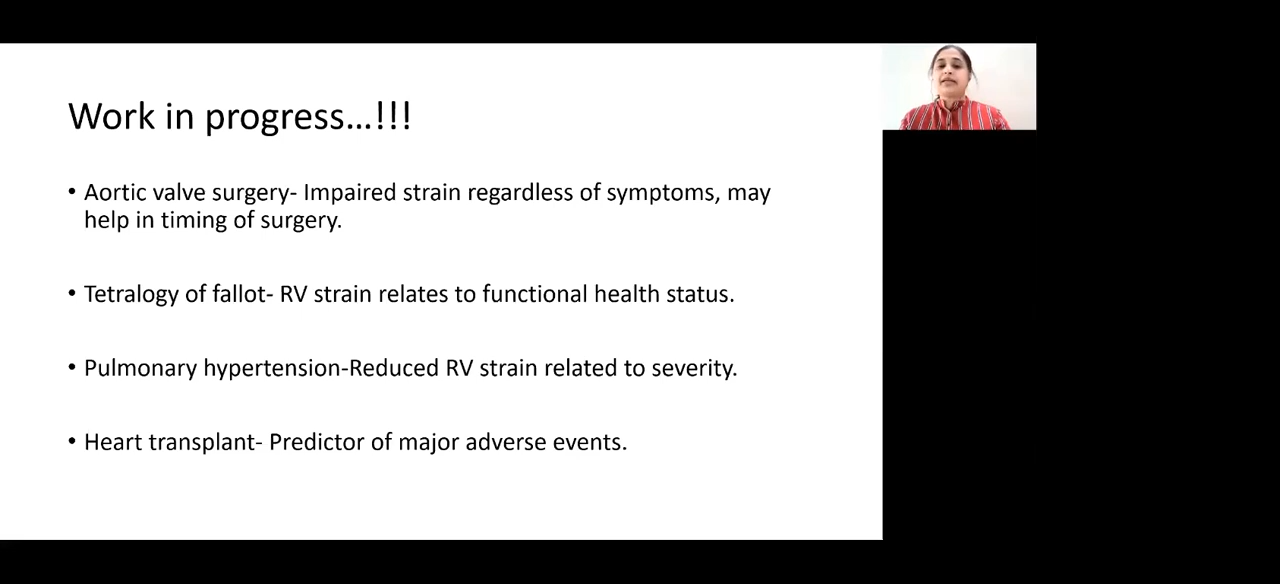 Work in progress...!!!
• Aortic valve surgery- Impaired strain regardless of symptoms, may
help in timing of surgery.
• Tetralogy of fallot- RV strain relates to functional health status.
• Pulmonary hypertension-Reduced RV strain related to severity.
• Heart transplant- Predictor of major adverse events.